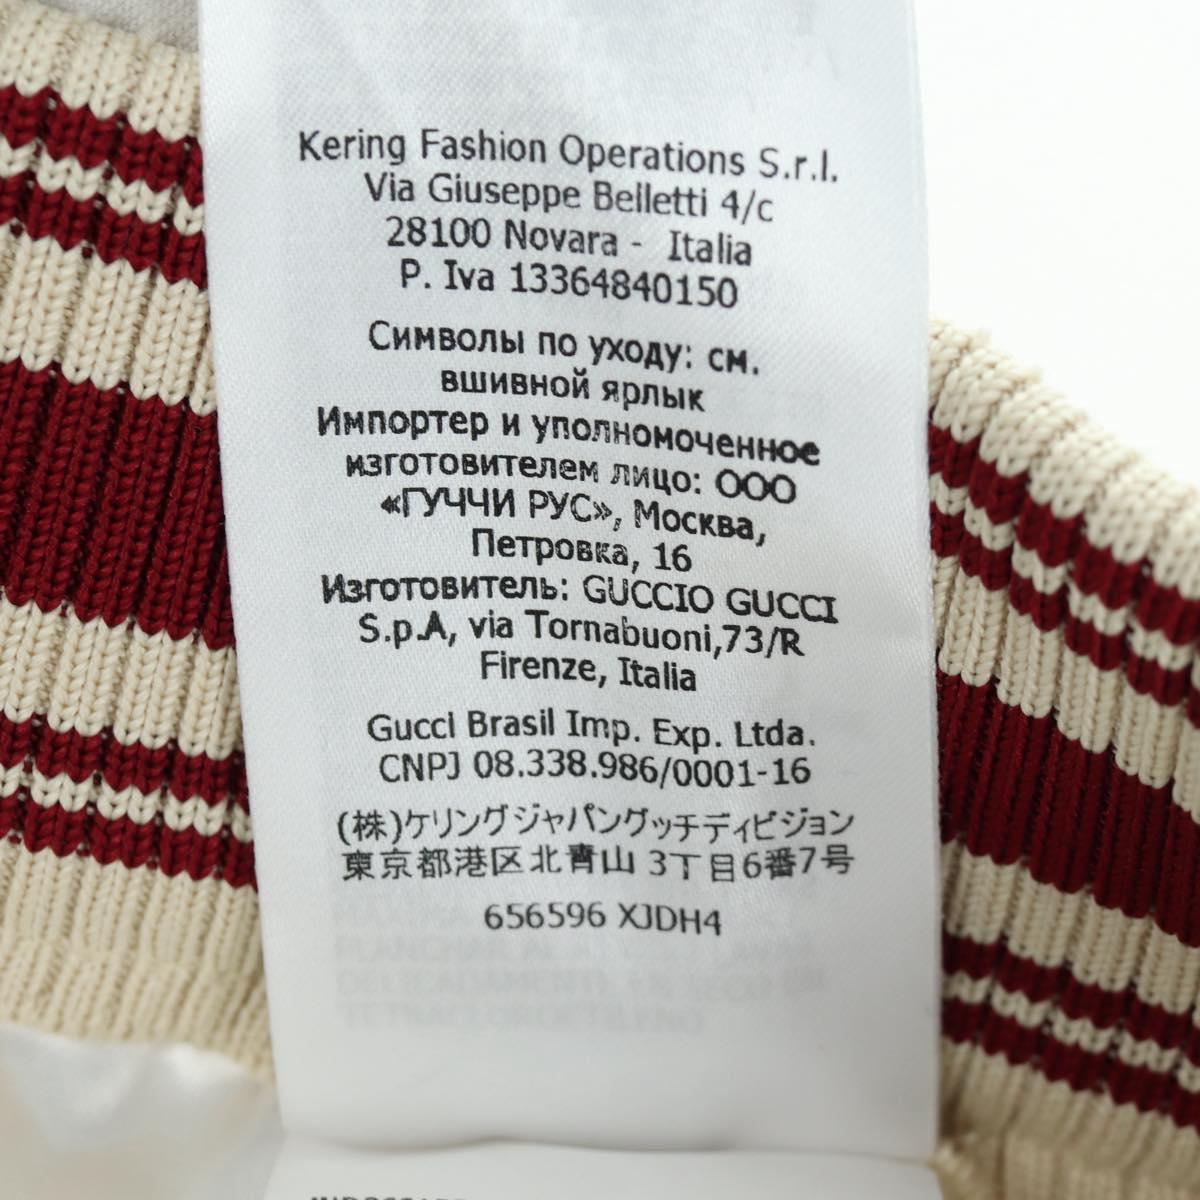 Kering Fashion Operations S.r.l.
Via Giuseppe Belletti 4/c
28100 Novara - Italia
P. Iva 13364840150
Символы по уходу: см.
вшивной ярлык
Импортер и уполномоченное
изготовителем лицо: ООО
«ГУЧЧИ РУС», Москва,
Петровка, 16
Изготовитель: GUCCIO GUCCI
S.p.A, via Tornabuoni,73/R
Firenze, Italia
Gucci Brasil Imp. Exp. Ltda.
CNPJ 08.338.986/0001-16
(株)ケリングジャパングッチディビジョン
東京都港区北青山 3丁目6番7号
656596 XJDH4